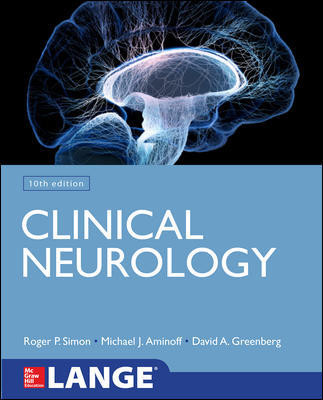 10th edition
CLINICAL
NEUROLOGY
Roger P. Simon • Michael J. Aminoff • David A. Greenberg
Mc
Graw
Hill
Education
LANGE®